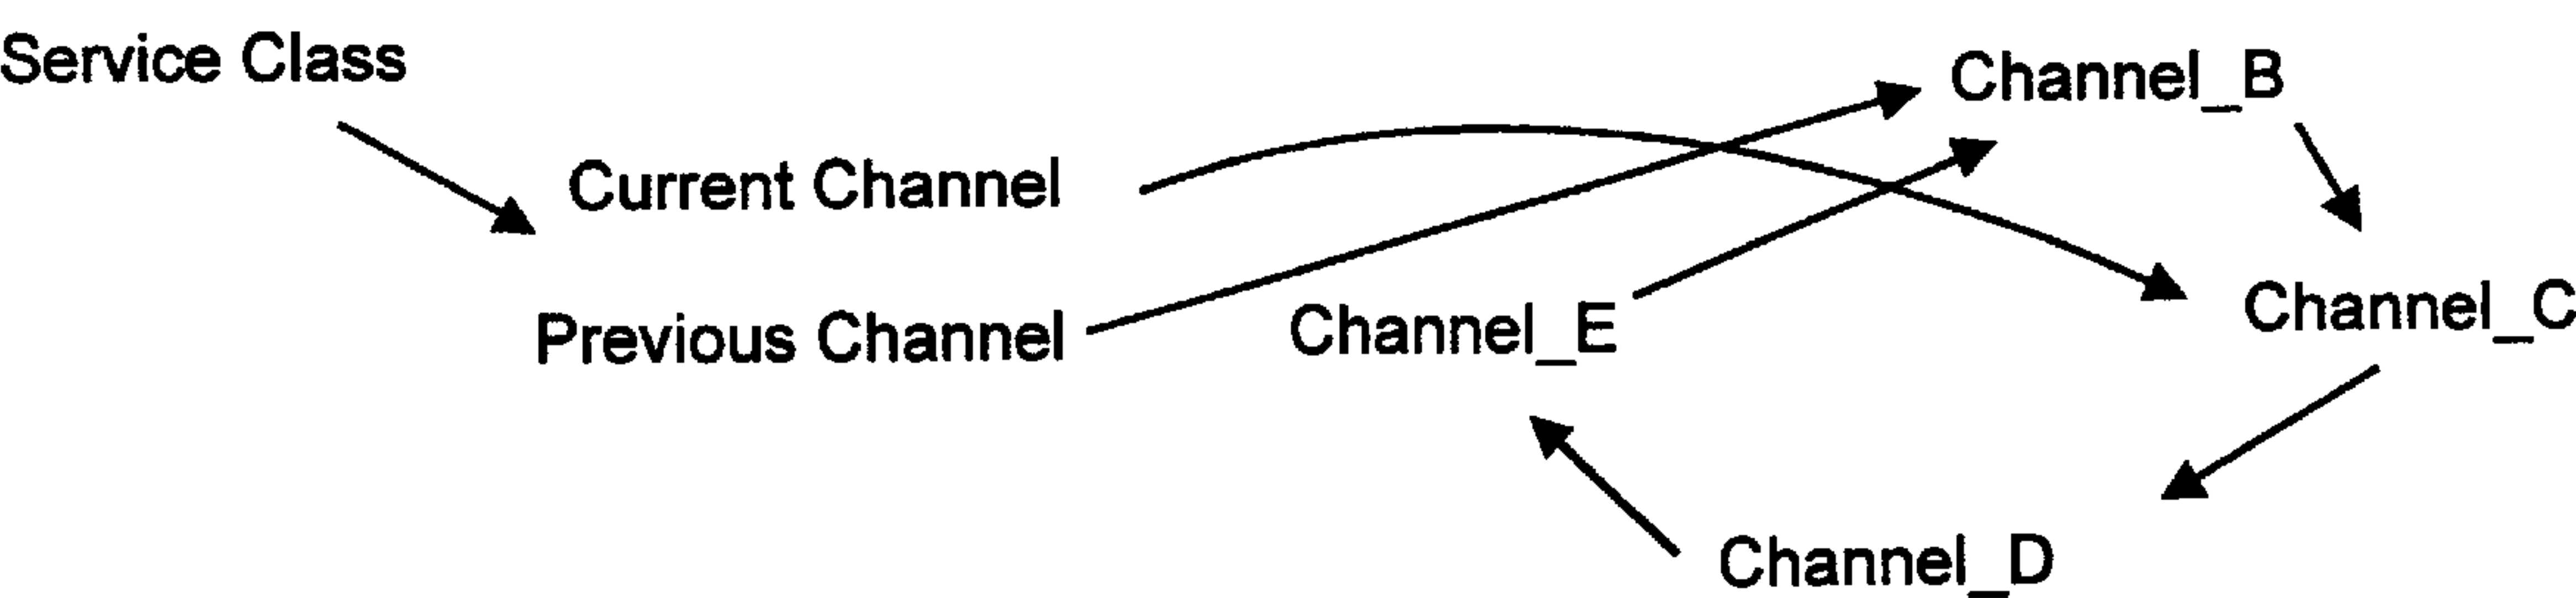 Service Class
Channel_B
Current Channel
Channel_C
Previous Channel
Channel_E
Channel_D